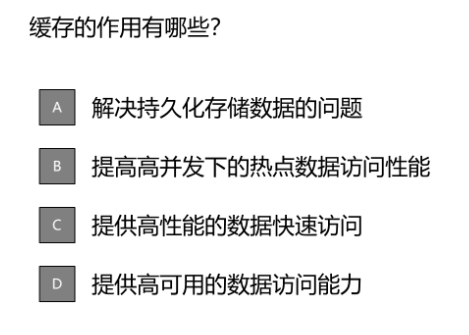 缓存的作用有哪些?
A 解决持久化存储数据的问题
B 提高高并发下的热点数据访问性能
C 提供高性能的数据快速访问
D 提供高可用的数据访问能力